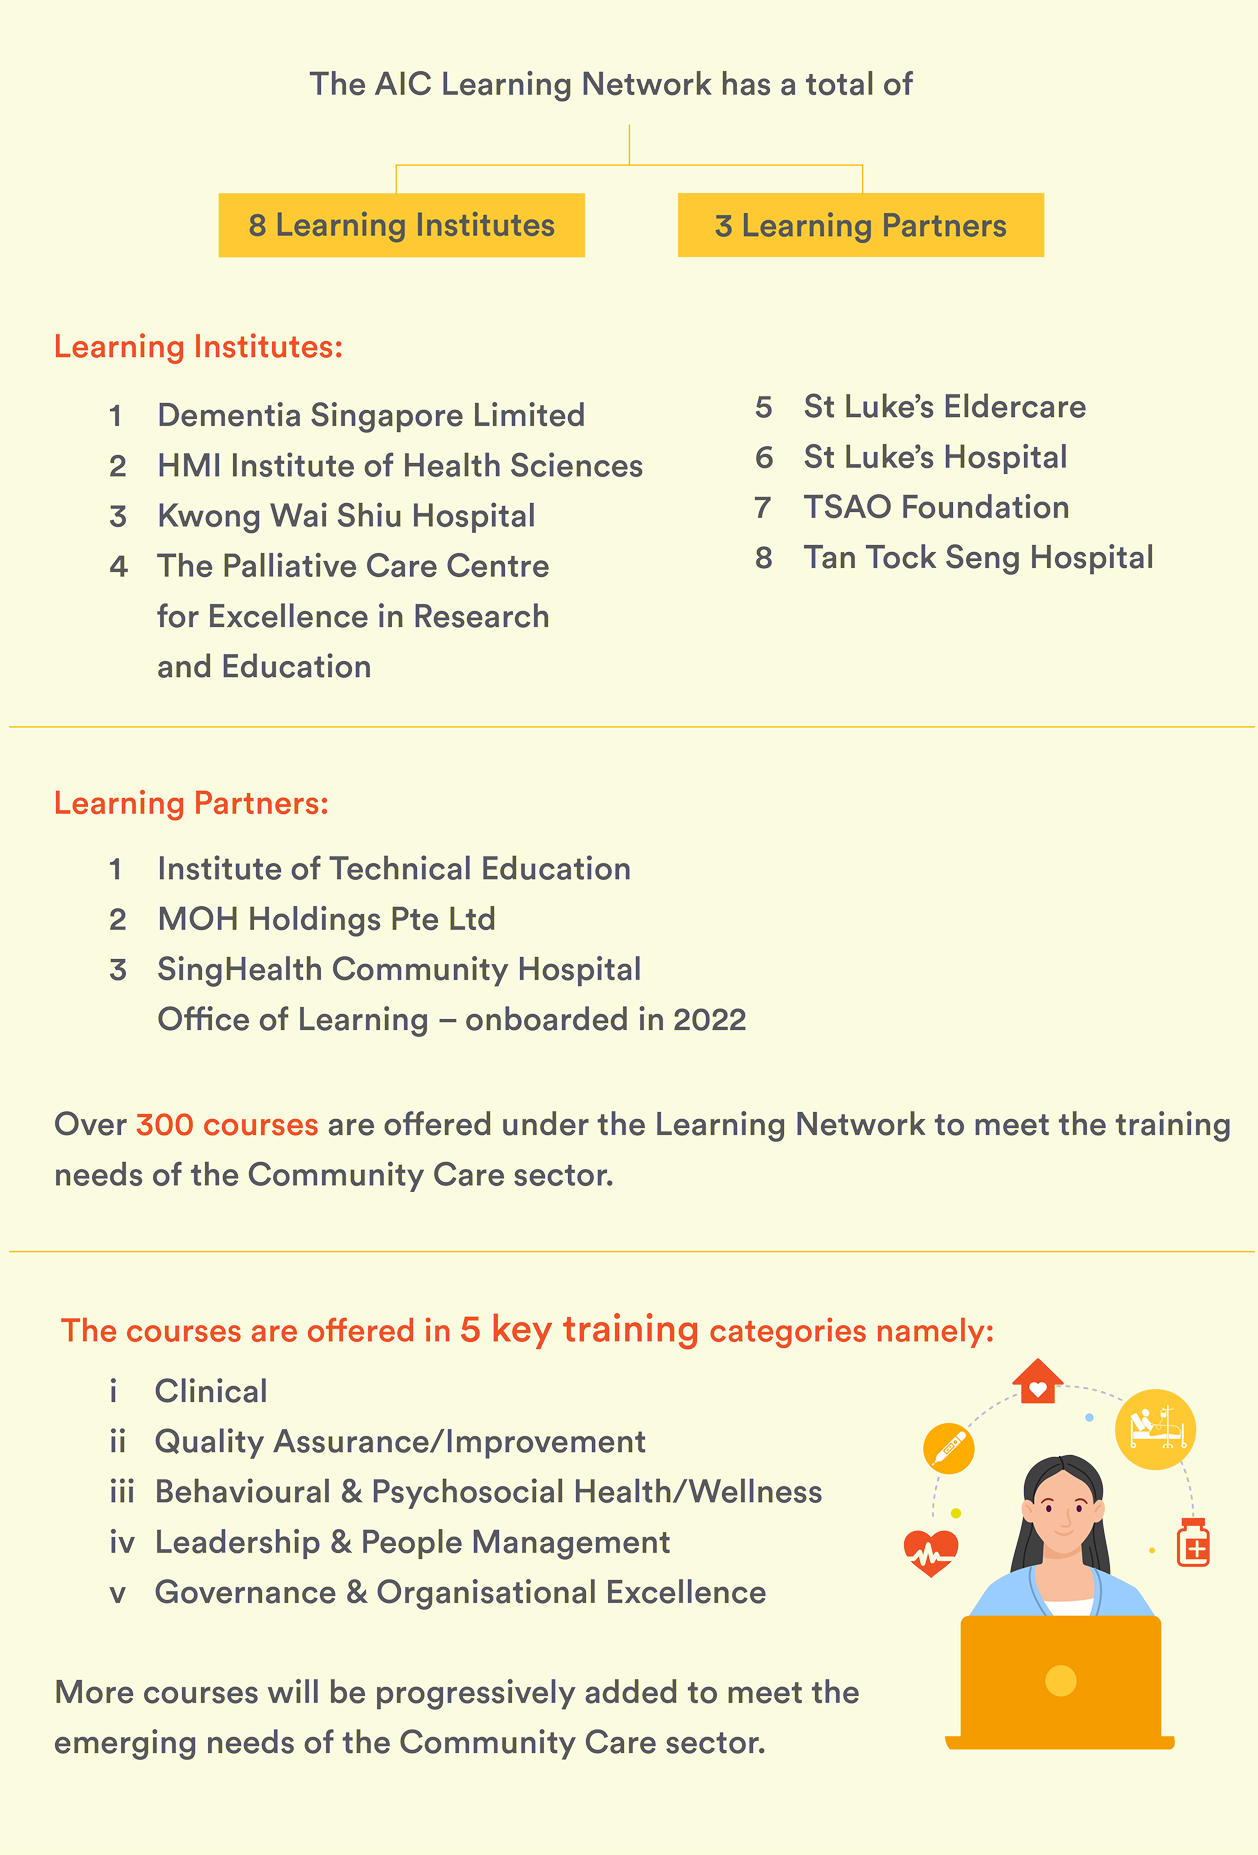 The AIC Learning Network has a total of
8 Learning Institutes
3 Learning Partners
Learning Institutes:
1 Dementia Singapore Limited
2 HMI Institute of Health Sciences
3 Kwong Wai Shiu Hospital
4 The Palliative Care Centre
for Excellence in Research
and Education
5 St Luke’s Eldercare
6 St Luke’s Hospital
7 TSAO Foundation
8 Tan Tock Seng Hospital
Learning Partners:
1 Institute of Technical Education
2 MOH Holdings Pte Ltd
3 SingHealth Community Hospital
Office of Learning – onboarded in 2022
Over 300 courses are offered under the Learning Network to meet the training
needs of the Community Care sector.
The courses are offered in 5 key training categories namely:
i Clinical
ii Quality Assurance/Improvement
iii Behavioural & Psychosocial Health/Wellness
iv Leadership & People Management
v Governance & Organisational Excellence
More courses will be progressively added to meet the
emerging needs of the Community Care sector.